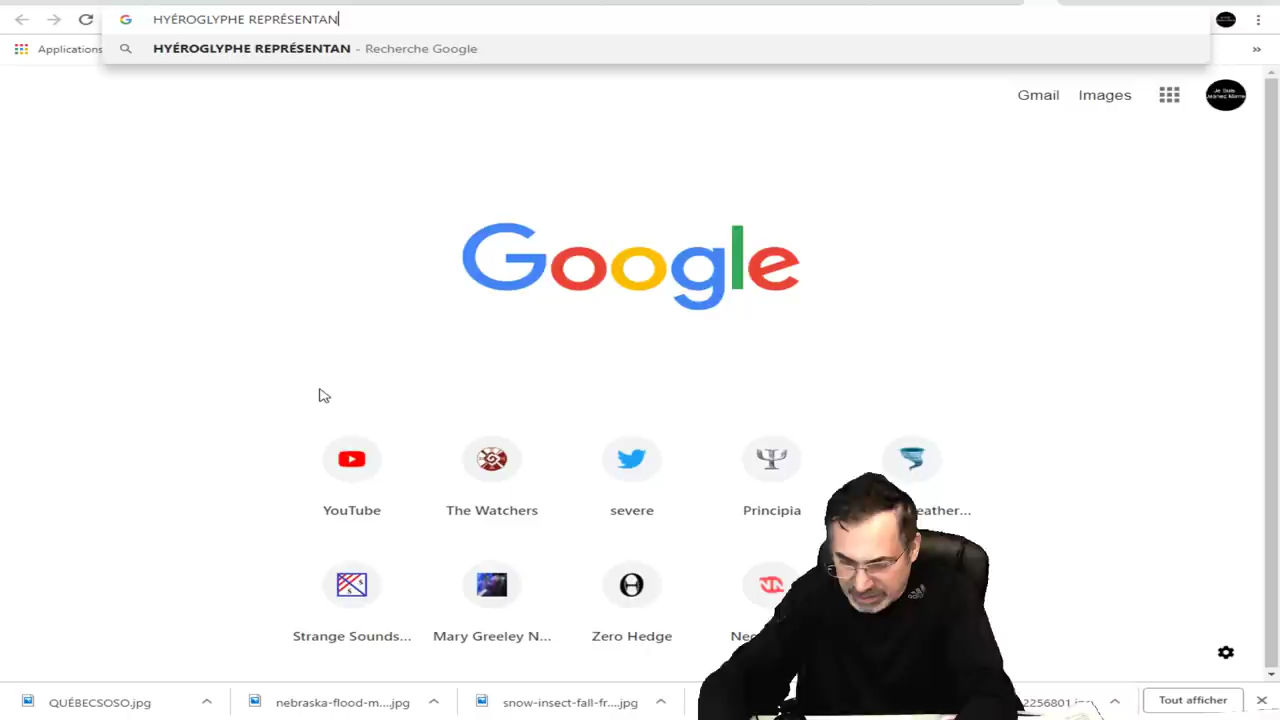 HYÉROGLYPHE REPRÉSENTAN
Applications
HYÉROGLYPHE REPRÉSENTAN - Recherche Google
»
Gmail Images
Google
YouTube The Watchers severe Principia eather...
Strange Sounds... Mary Greeley N... Zero Hedge
QUÉBECSOSO.jpg nebraska-flood-m....jpg snow-insect-fall-fr....jpg Tout afficher